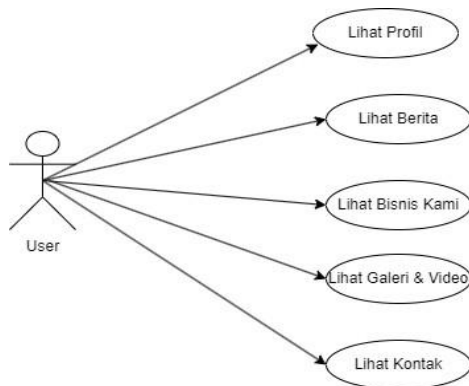 Lihat Profil
Lihat Berita
Lihat Bisnis Kami
User
Lihat Galeri & Video
Lihat Kontak